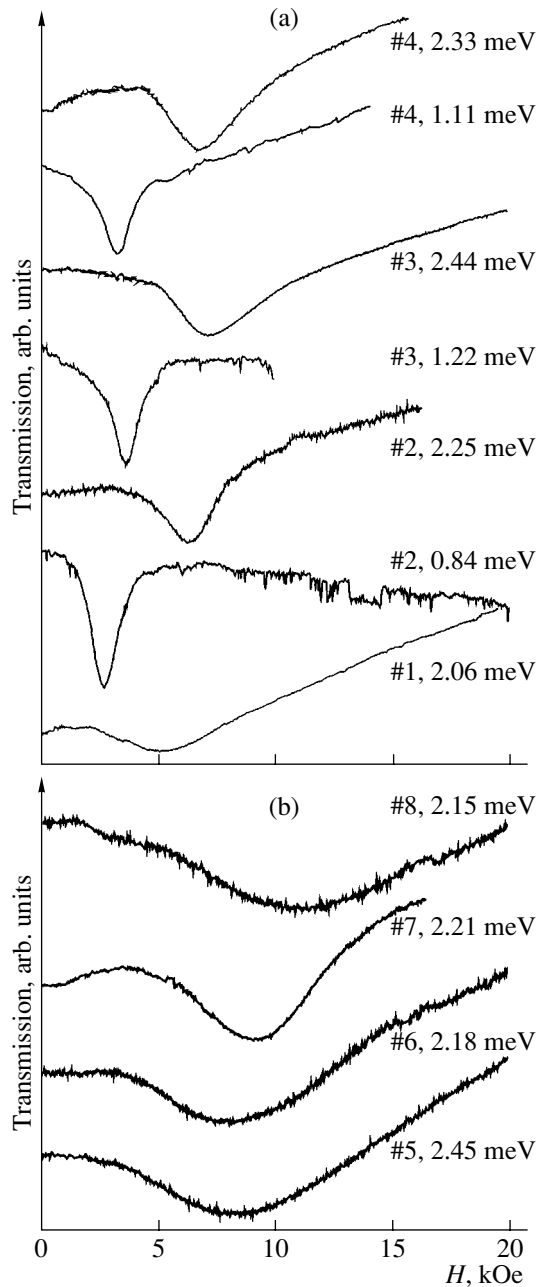 (a)
#4, 2.33 meV
#4, 1.11 meV
#3, 2.44 meV
#3, 1.22 meV
#2, 2.25 meV
#2, 0.84 meV
#1, 2.06 meV
Transmission, arb. units
(b)
#8, 2.15 meV
#7, 2.21 meV
#6, 2.18 meV
#5, 2.45 meV
Transmission, arb. units
0 5 10 15 20
H, kOe